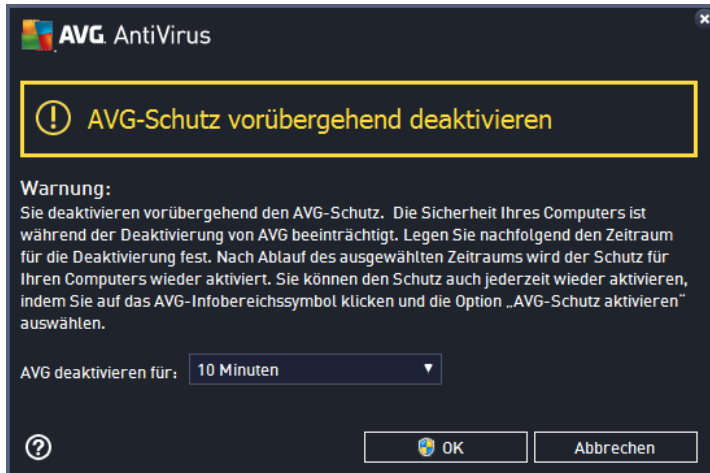 AVG AntiVirus
AVG-Schutz vorübergehend deaktivieren
Warnung:
Sie deaktivieren vorübergehend den AVG-Schutz. Die Sicherheit Ihres Computers ist
während der Deaktivierung von AVG beeinträchtigt. Legen Sie nachfolgend den Zeitraum
für die Deaktivierung fest. Nach Ablauf des ausgewählten Zeitraums wird der Schutz für
Ihren Computers wieder aktiviert. Sie können den Schutz auch jederzeit wieder aktivieren,
indem Sie auf das AVG-Infobereichssymbol klicken und die Option „AVG-Schutz aktivieren“
auswählen.
AVG deaktivieren für: 10 Minuten
OK Abbrechen